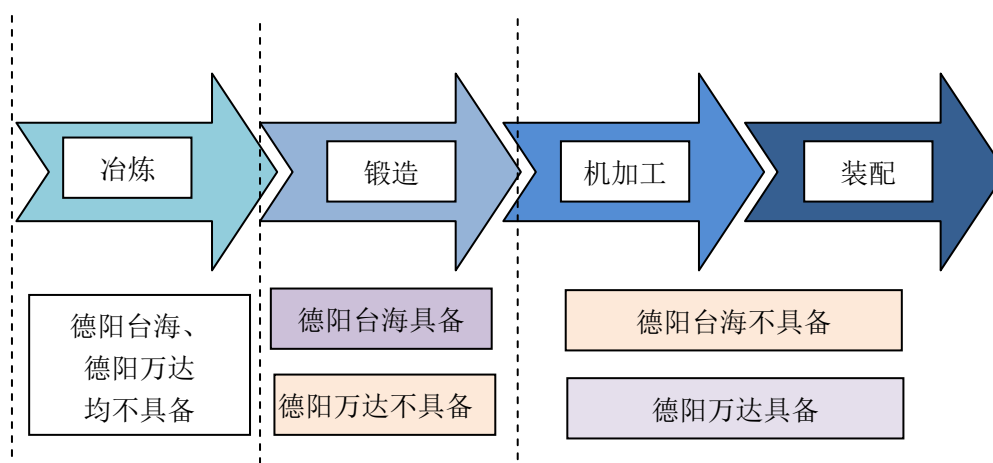 冶炼
锻造
机加工
装配
德阳台海、
德阳万达
均不具备
德阳台海具备
德阳万达不具备
德阳台海不具备
德阳万达具备